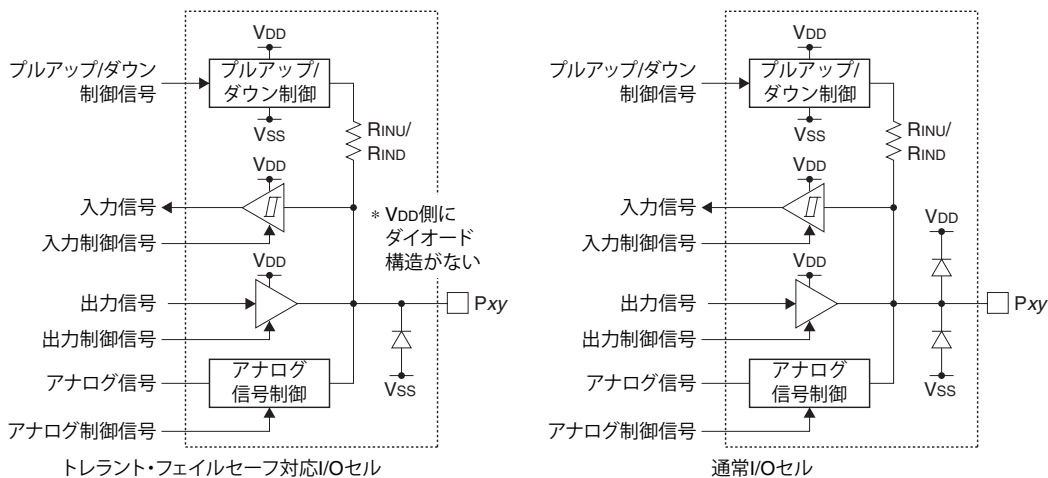 VDD
プルアップ/ダウン
制御信号
プルアップ/
ダウン制御
VSS
RINU/
RIND
VDD
入力信号
入力制御信号
* VDD側に
ダイオード
構造がない
VDD
出力信号
出力制御信号
Pxy
アナログ信号
アナログ
信号制御
VSS
アナログ制御信号
トレラント・フェイルセーフ対応I/Oセル
VDD
プルアップ/ダウン
制御信号
プルアップ/
ダウン制御
VSS
RINU/
RIND
VDD
入力信号
入力制御信号
VDD
VDD
出力信号
出力制御信号
Pxy
アナログ信号
アナログ
信号制御
VSS
アナログ制御信号
通常I/Oセル